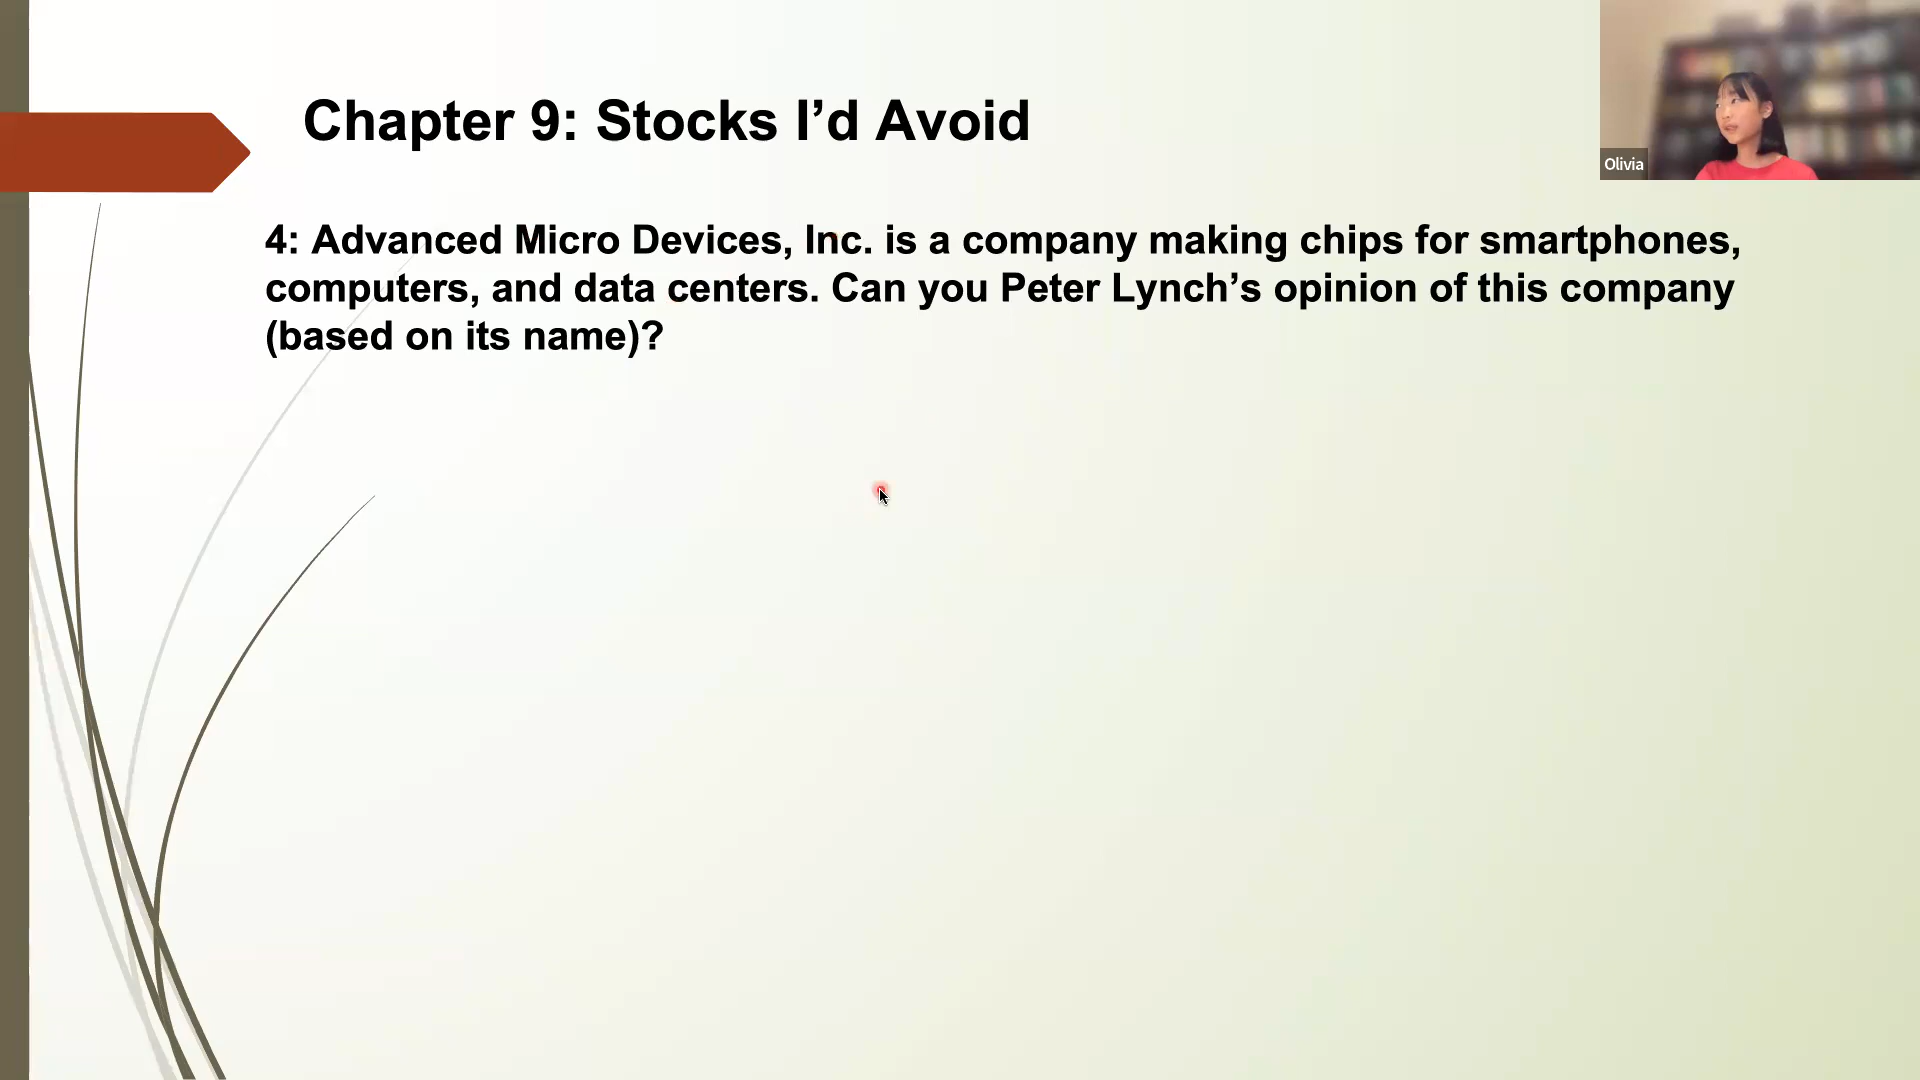 Chapter 9: Stocks I’d Avoid
Olivia
4: Advanced Micro Devices, Inc. is a company making chips for smartphones,
computers, and data centers. Can you Peter Lynch’s opinion of this company
(based on its name)?